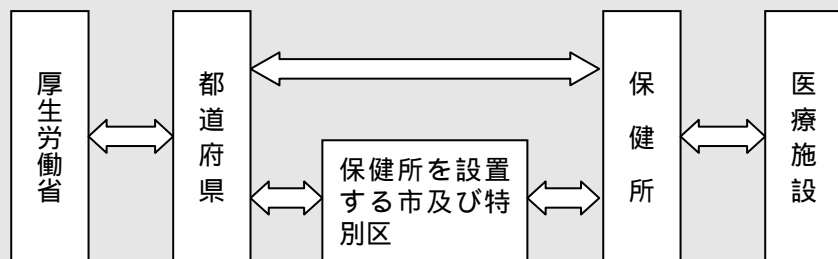 厚生労働省
都道府県
保健所を設置
する市及び特
別区
保健所
医療施設